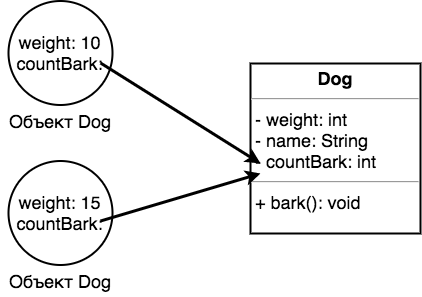 weight: 10
countBark:
Объект Dog
weight: 15
countBark:
Объект Dog
Dog
- weight: int
- name: String
countBark: int
+ bark(): void